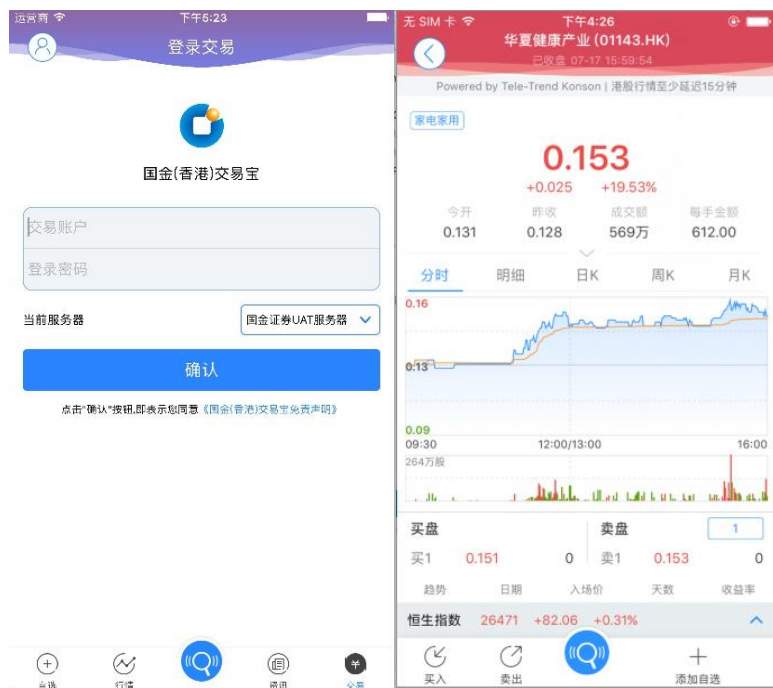 运营商 下午5:23
登录交易
国金(香港)交易宝
交易账户
登录密码
当前服务器 国金证券UAT服务器
确认
点击"确认"按钮,即表示您同意《国金(香港)交易宝免责声明》
自选 行情 资讯 交易
无 SIM 卡 下午4:26
华夏健康产业 (01143.HK)
已收盘 07-17 15:59:54
Powered by Tele-Trend Konson | 港股行情至少延迟15分钟
家电家用
0.153
+0.025 +19.53%
今开 昨收 成交额 每手金额
0.131 0.128 569万 612.00
分时 明细 日K 周K 月K
0.16
0.13
0.09
09:30 12:00/13:00 16:00
264万股
买盘 卖盘 1
买1 0.151 0 卖1 0.153 0
趋势 日期 入场价 天数 收益率
恒生指数 26471 +82.06 +0.31%
买入 卖出 添加自选